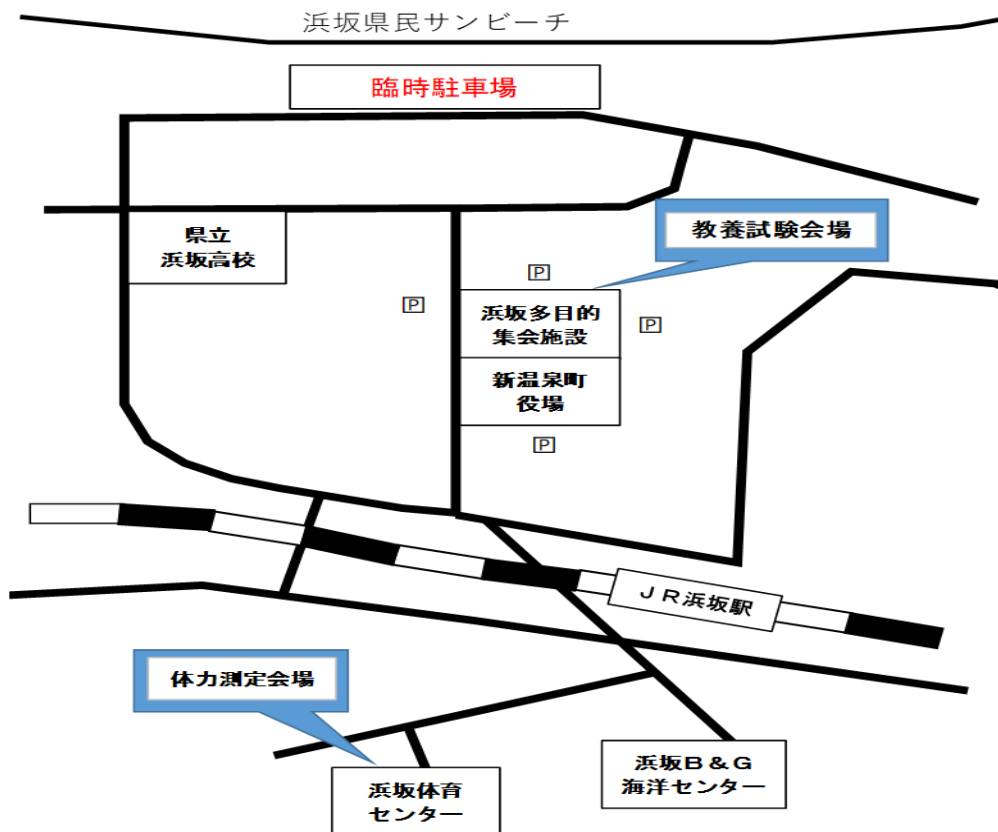 浜坂県民サンビーチ
臨時駐車場
県立
浜坂高校
教養試験会場
P
P
P
浜坂多目的
集会施設
新温泉町
役場
P
JR浜坂駅
体力測定会場
浜坂体育
センター
浜坂B&G
海洋センター